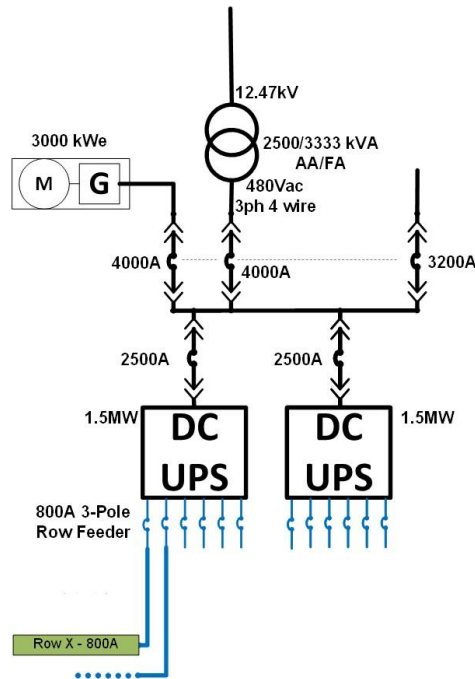 12.47kV
3000 kWe
2500/3333 kVA
AA/FA
M
G
480Vac
3ph 4 wire
4000A
4000A
3200A
2500A
2500A
1.5MW
DC
UPS
DC
UPS
1.5MW
800A 3-Pole
Row Feeder
Row X - 800A